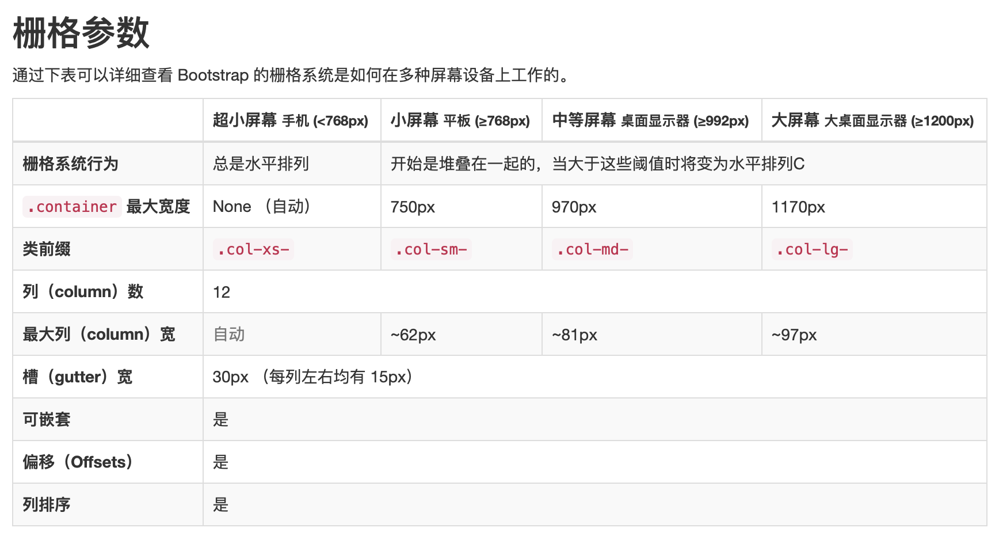 栅格参数
通过下表可以详细查看 Bootstrap 的栅格系统是如何在多种屏幕设备上工作的。
超小屏幕 手机 (<768px) 小屏幕 平板 (≥768px) 中等屏幕 桌面显示器 (≥992px) 大屏幕 大桌面显示器 (≥1200px)
栅格系统行为 总是水平排列 开始是堆叠在一起的，当大于这些阈值时将变为水平排列C
.container 最大宽度 None （自动） 750px 970px 1170px
类前缀 .col-xs- .col-sm- .col-md- .col-lg-
列（column）数 12
最大列（column）宽 自动 ~62px ~81px ~97px
槽（gutter）宽 30px （每列左右均有 15px）
可嵌套 是
偏移（Offsets） 是
列排序 是